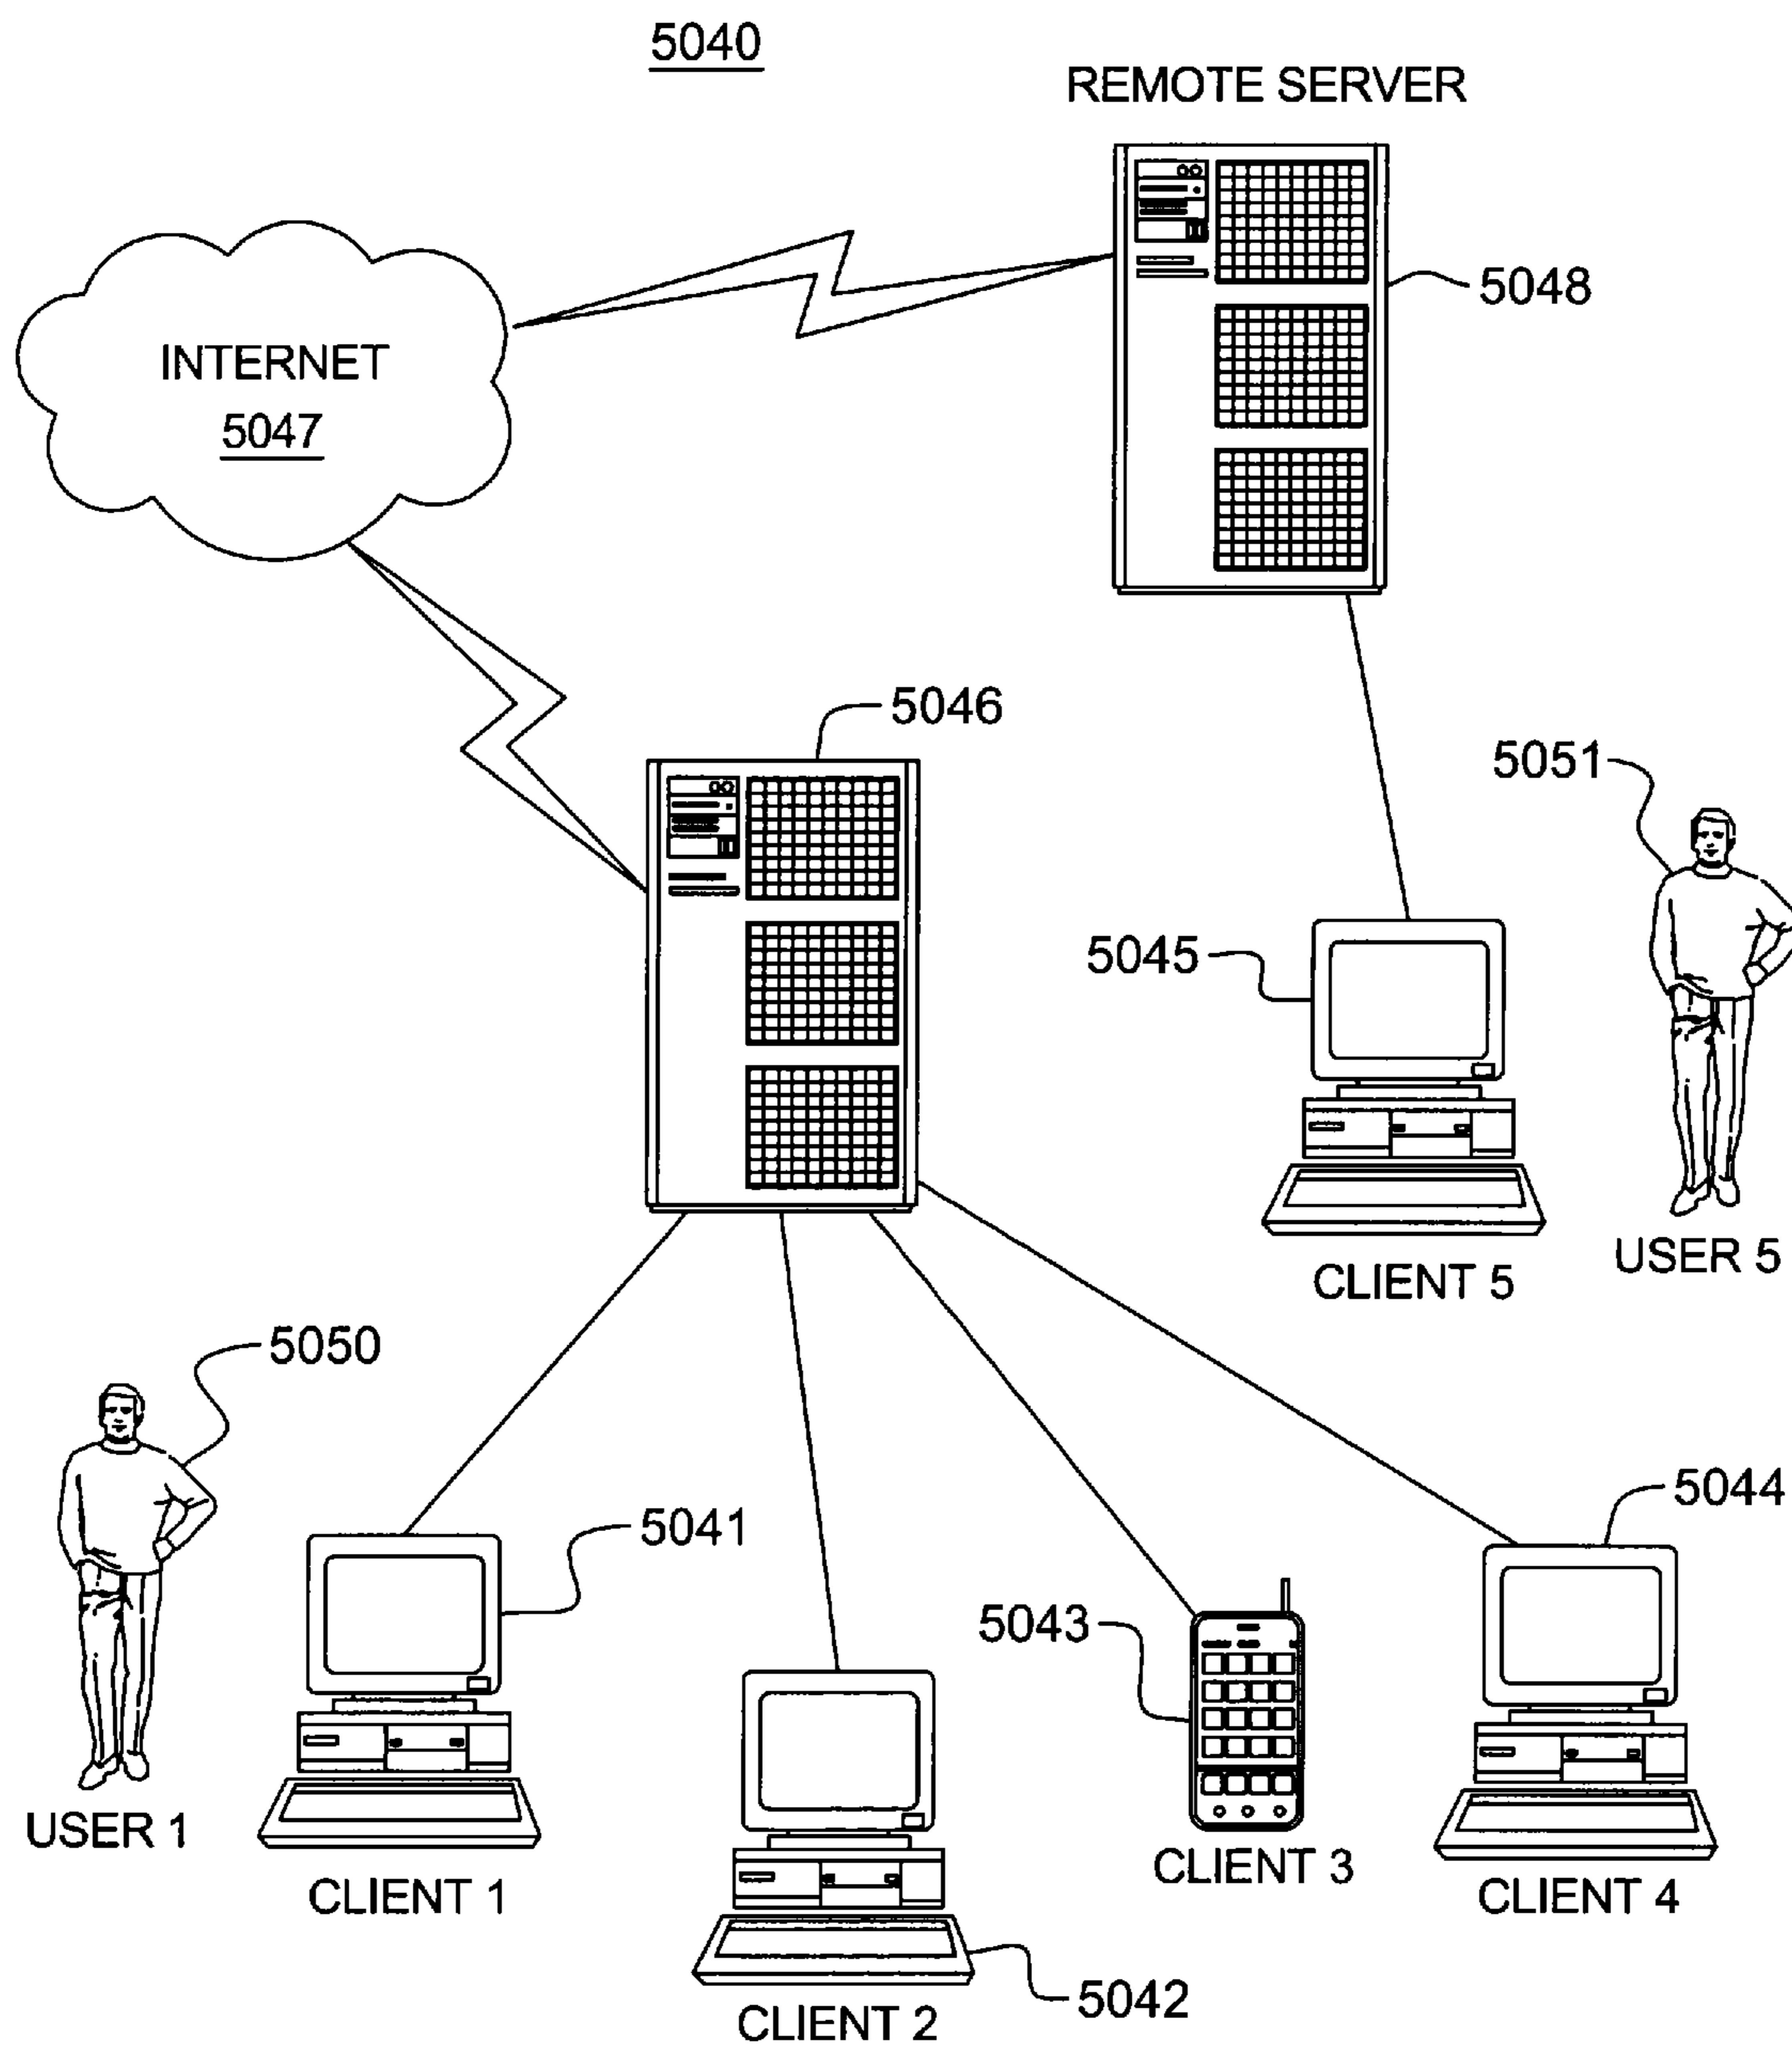 5040
REMOTE SERVER
5048
INTERNET
5047
5046
5051
5045
USER 5
CLIENT 5
5050
5044
5041
5043
USER 1
CLIENT 3
CLIENT 1
CLIENT 4
5042
CLIENT 2